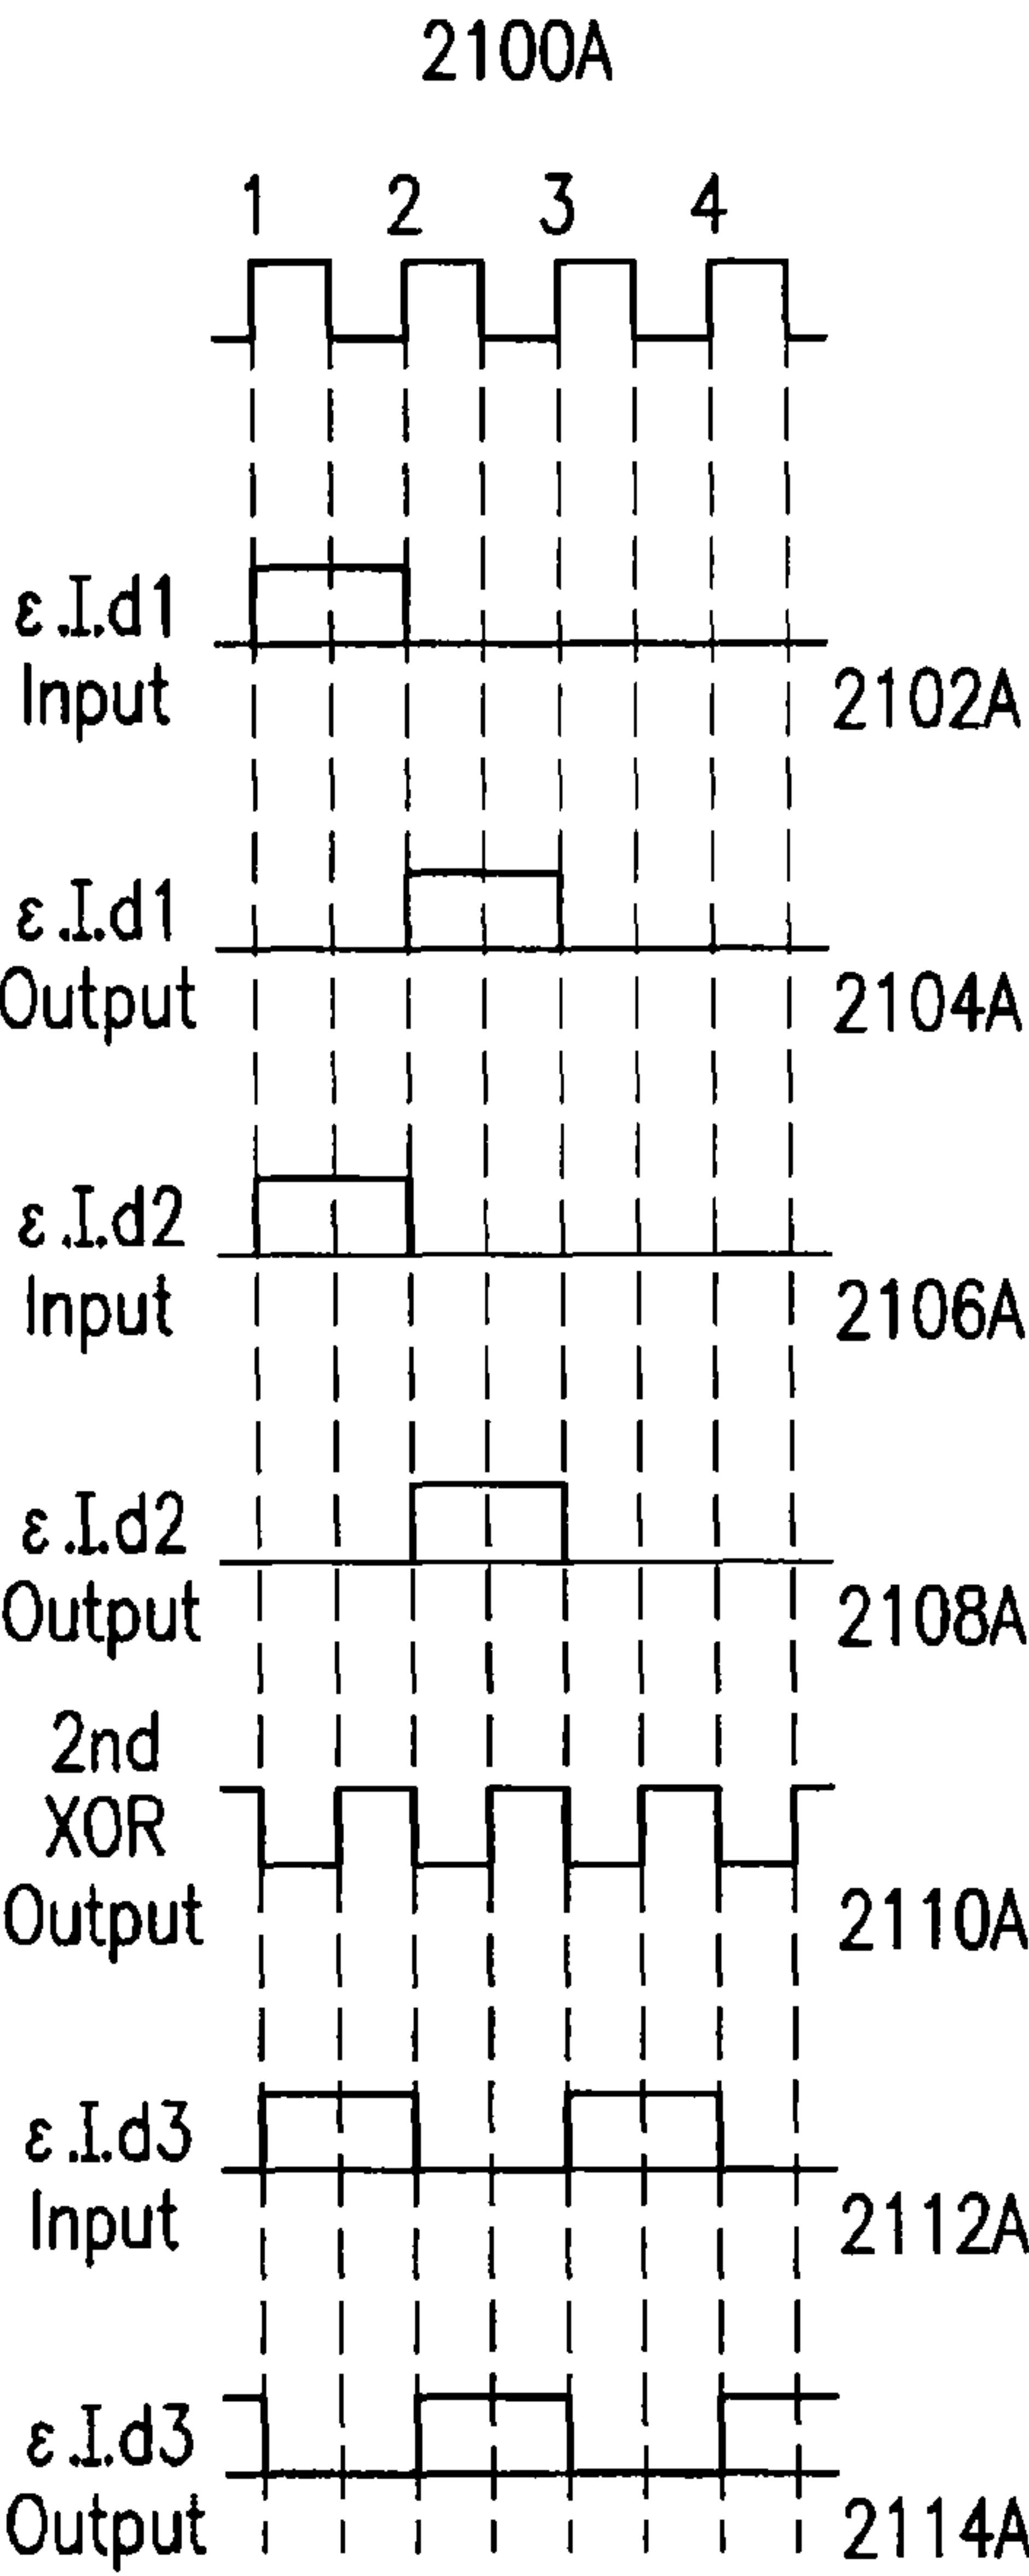 2100A
1 2 3 4
ε.I.d1
Input
2102A
ε.I.d1
Output
2104A
ε.I.d2
Input
2106A
ε.I.d2
Output
2108A
2nd
XOR
Output
2110A
ε.I.d3
Input
2112A
ε.I.d3
Output
2114A